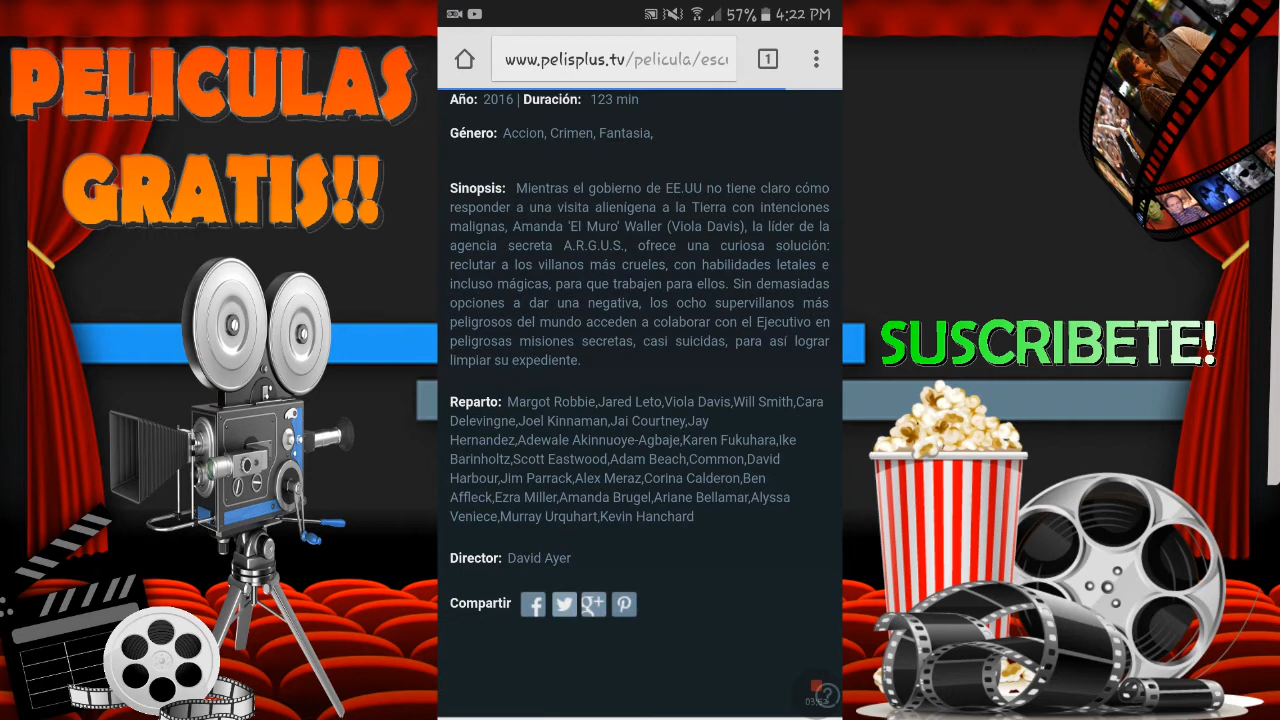 PELICULAS
GRATIS!!
57% 4:22 PM
www.pelisplus.tv/pelicula/escu
1
Año: 2016 | Duración: 123 min
Género: Accion, Crimen, Fantasia,
Sinopsis: Mientras el gobierno de EE.UU no tiene claro cómo
responder a una visita alienígena a la Tierra con intenciones
malignas, Amanda 'El Muro' Waller (Viola Davis), la líder de la
agencia secreta A.R.G.U.S., ofrece una curiosa solución:
reclutar a los villanos más crueles, con habilidades letales e
incluso mágicas, para que trabajen para ellos. Sin demasiadas
opciones a dar una negativa, los ocho supervillanos más
peligrosos del mundo acceden a colaborar con el Ejecutivo en
peligrosas misiones secretas, casi suicidas, para así lograr
limpiar su expediente.
Reparto: Margot Robbie,Jared Leto,Viola Davis,Will Smith,Cara
Delevingne,Joel Kinnaman,Jai Courtney,Jay
Hernandez,Adewale Akinnuoye-Agbaje,Karen Fukuhara,Ike
Barinholtz,Scott Eastwood,Adam Beach,Common,David
Harbour,Jim Parrack,Alex Meraz,Corina Calderon,Ben
Affleck,Ezra Miller,Amanda Brugel,Ariane Bellamar,Alyssa
Veniece,Murray Urquhart,Kevin Hanchard
Director: David Ayer
Compartir
SUSCRIBETE!